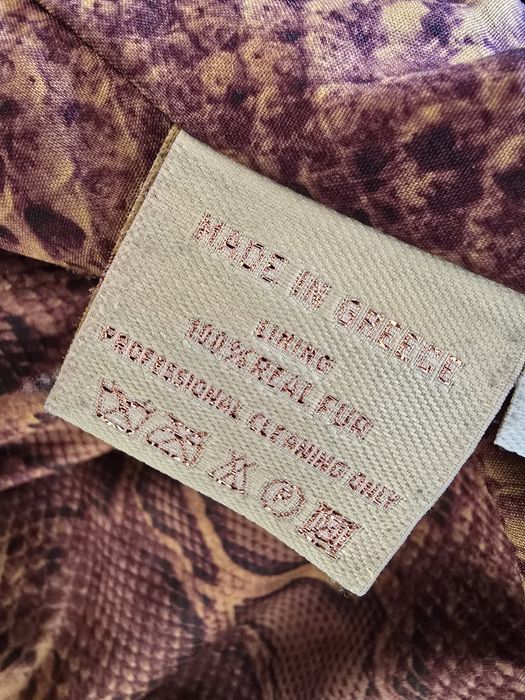 MADE IN GREECE
LINING
100% REAL FUR
PROFESSIONAL CLEANING ONLY
P